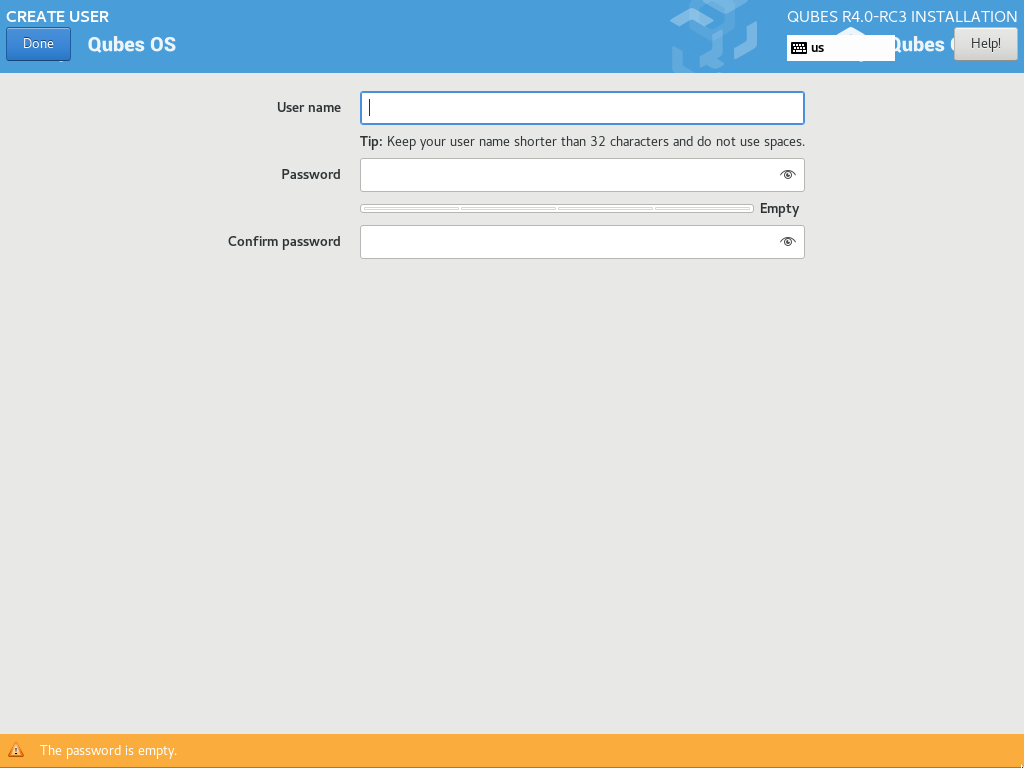 CREATE USER
QUBES R4.0-RC3 INSTALLATION
Done
Qubes OS
us
Qubes
Help!
User name
Tip: Keep your user name shorter than 32 characters and do not use spaces.
Password
Empty
Confirm password
The password is empty.